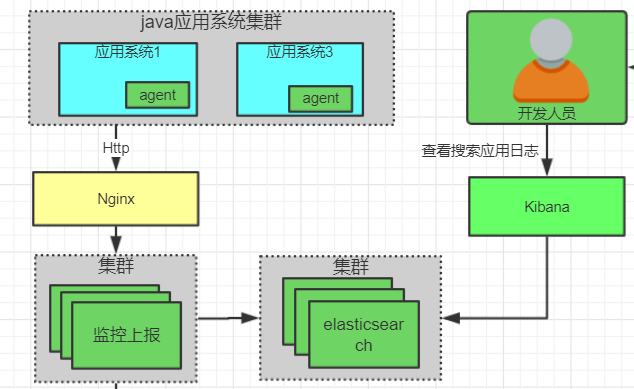 java应用系统集群
应用系统1
应用系统3
agent
agent
开发人员
Http
查看搜索应用日志
Nginx
Kibana
集群
集群
监控上报
elasticsear
ch